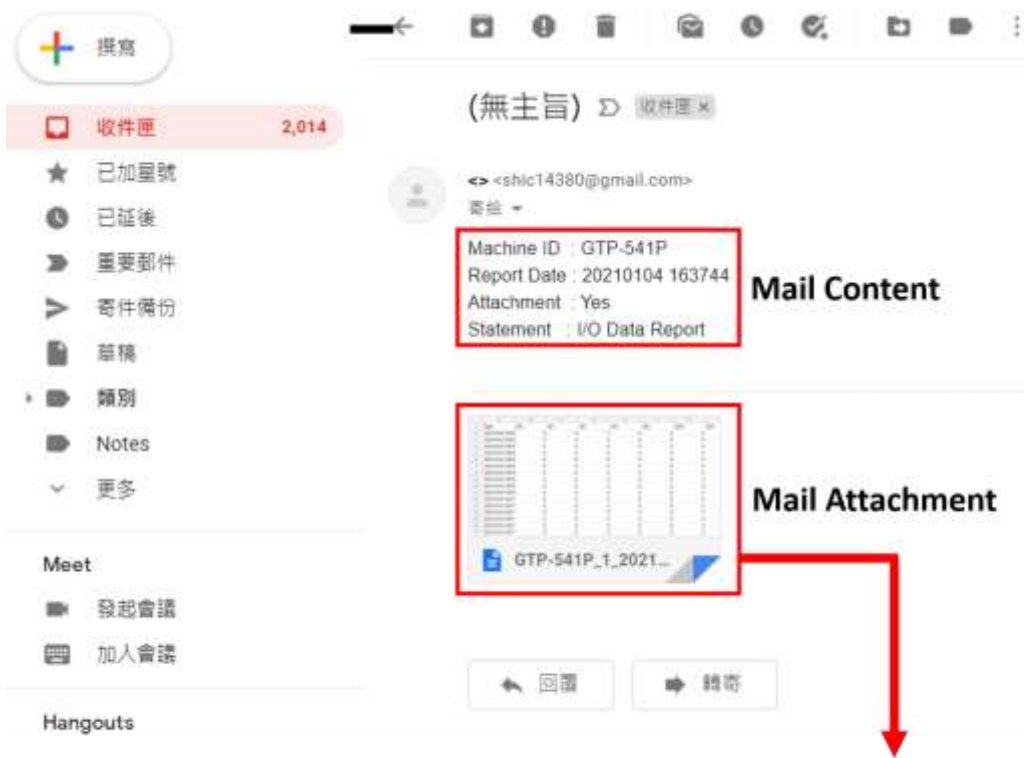 撰寫
收件匣 2,014
已加星號
已延後
重要郵件
寄件備份
草稿
類別
Notes
更多
Meet
發起會議
加入會議
Hangouts
(無主旨) 收件匣 ×
<> <shic14380@gmail.com>
寄給
Machine ID : GTP-541P
Report Date : 20210104 163744
Attachment : Yes
Statement : I/O Data Report
Mail Content
Mail Attachment
GTP-541P_1_2021...
回覆 轉寄